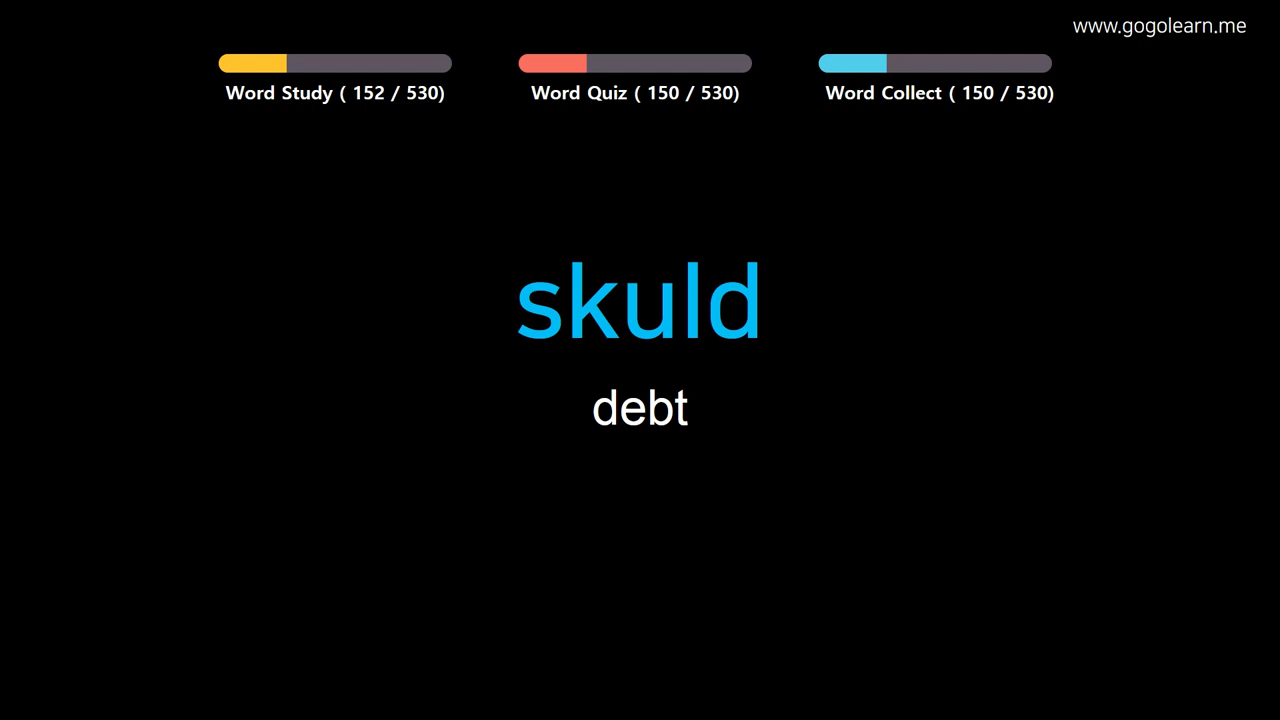 www.gogolearn.me
Word Study ( 152 / 530)
Word Quiz ( 150 / 530)
Word Collect ( 150 / 530)
skuld
debt